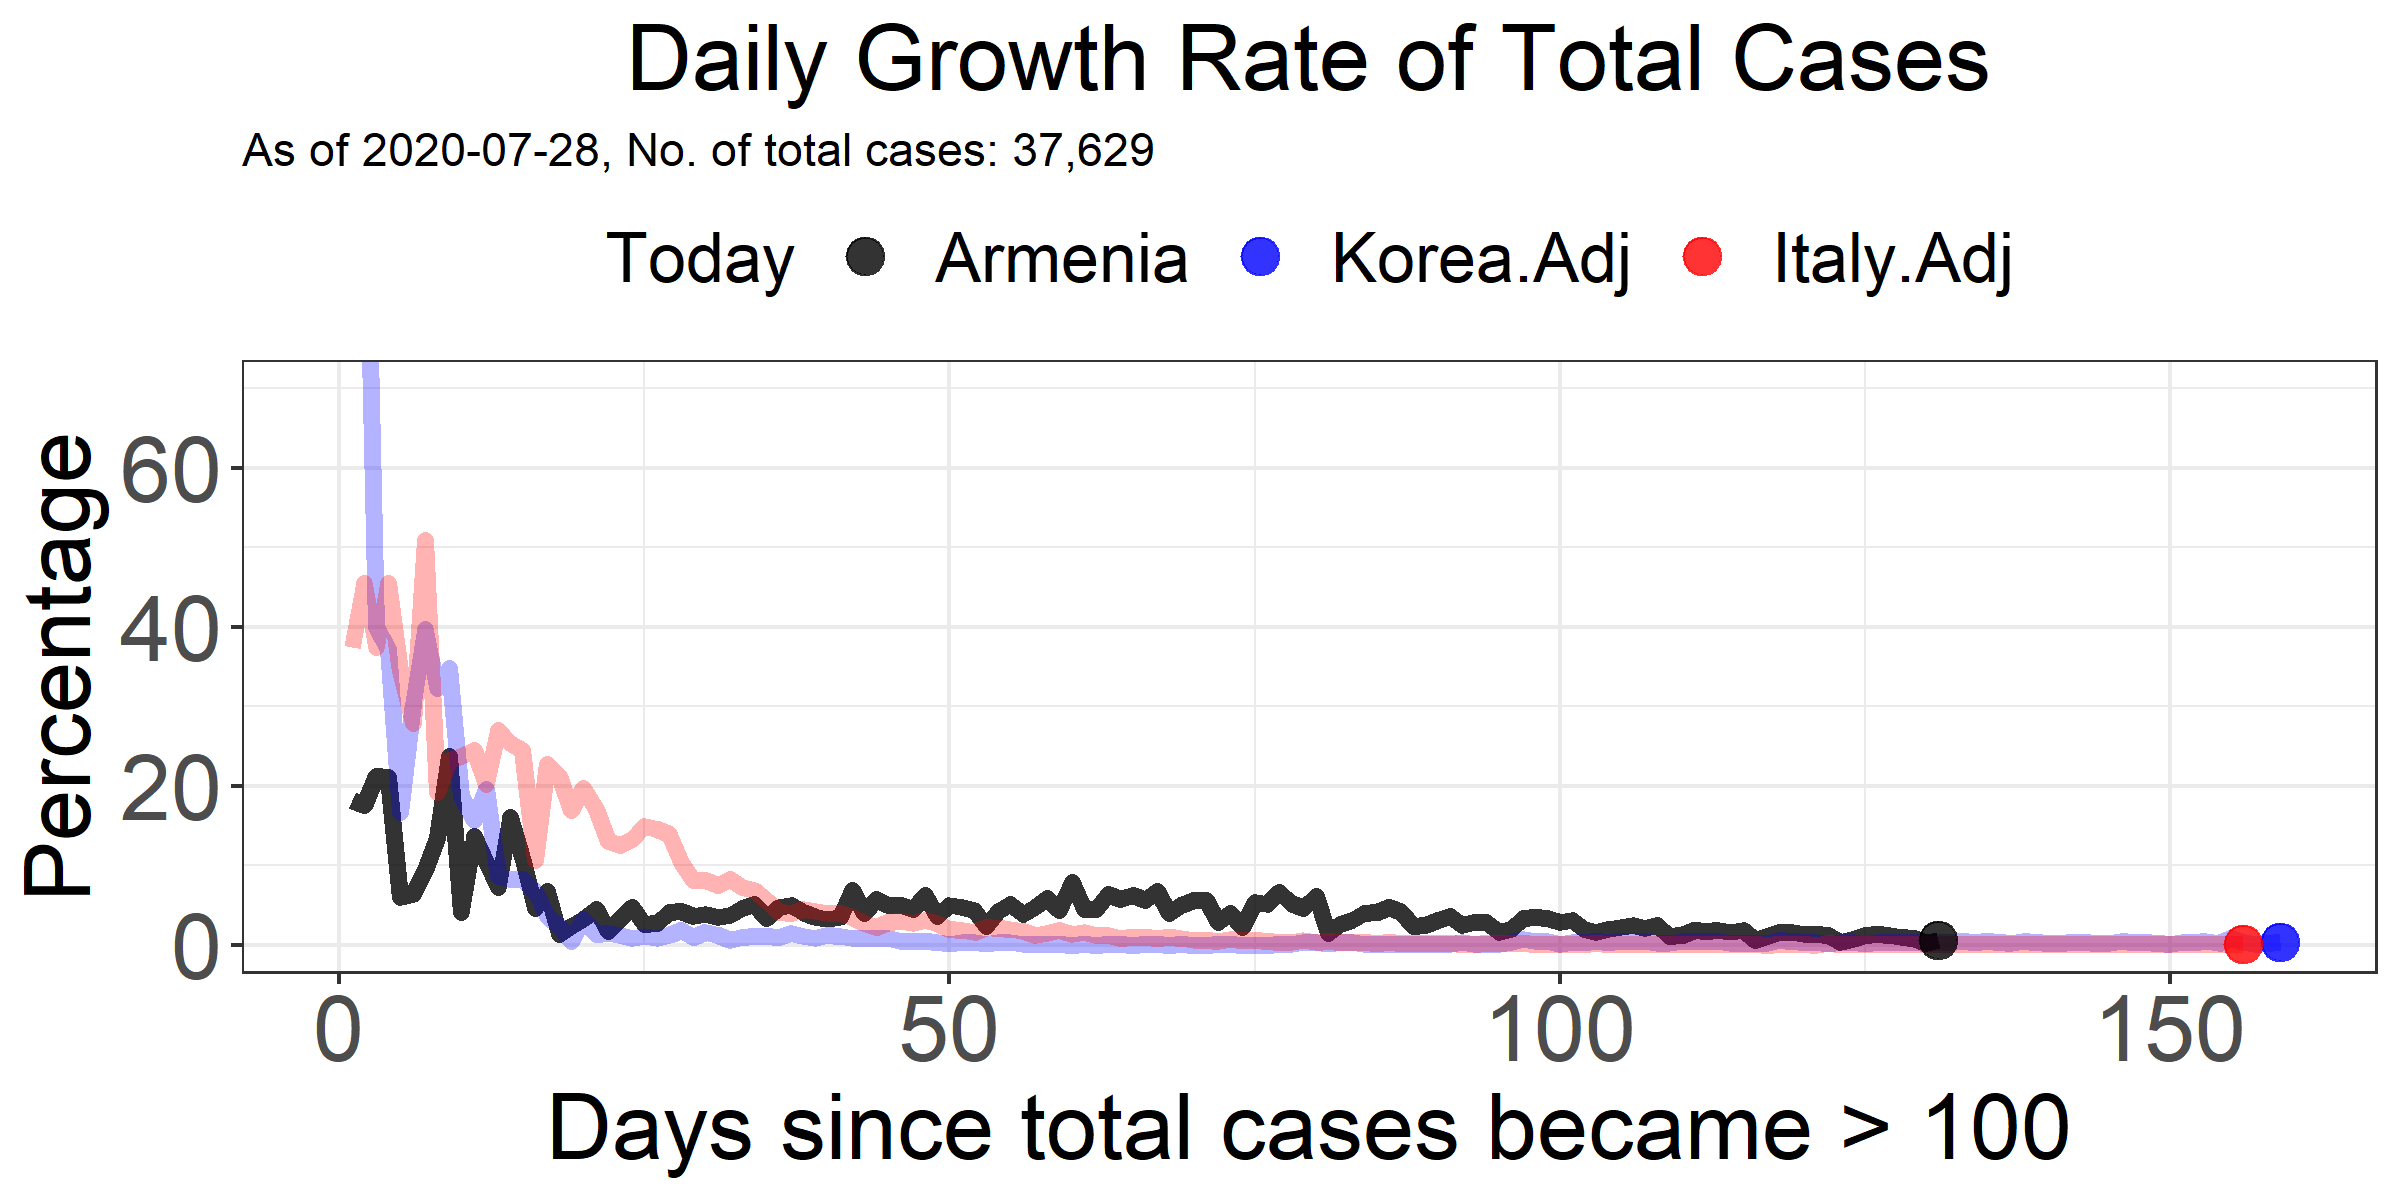 Daily Growth Rate of Total Cases
As of 2020-07-28, No. of total cases: 37,629
Today Armenia Korea.Adj Italy.Adj
Percentage
60
40
20
0
0 50 100 150
Days since total cases became > 100